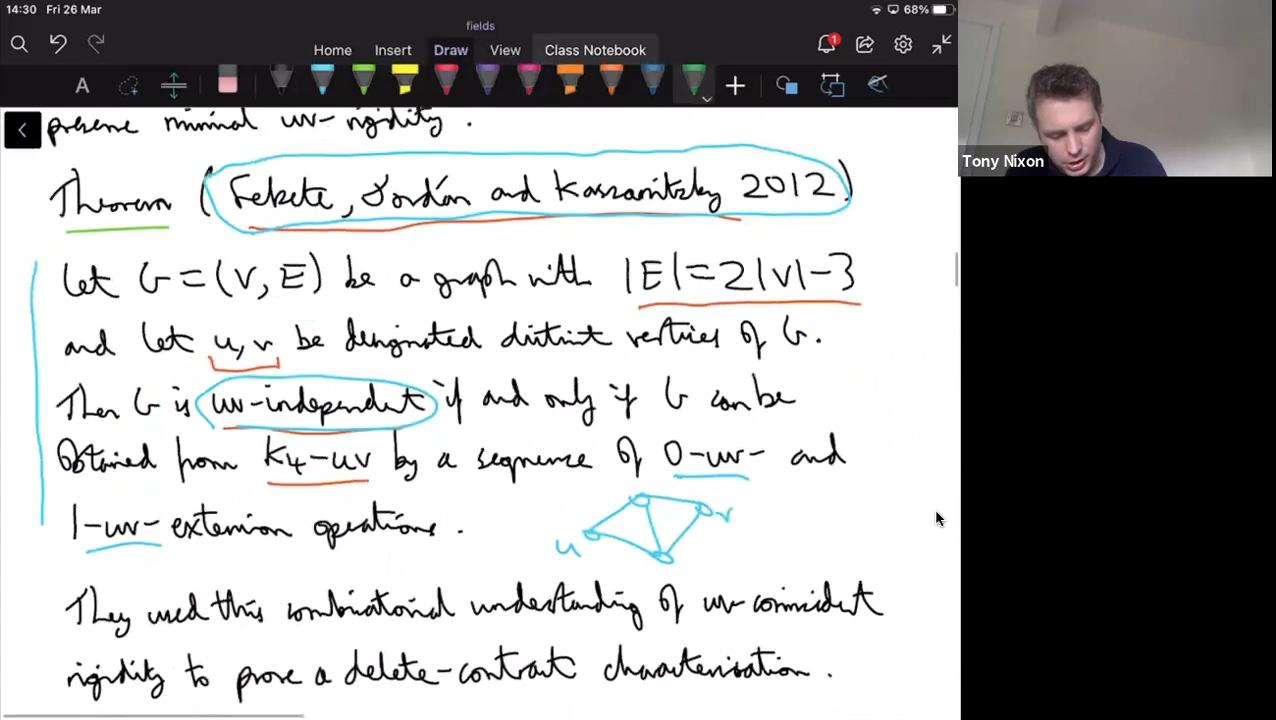 14:30 Fri 26 Mar
68%
fields
Home Insert Draw View Class Notebook
1
A
preserve minimal uv-rigidity.
Theorem (Fekete, Jordán and Kaszanitzky 2012)
Let G=(V,E) be a graph with |E|=2|V|-3
and let u,v be designated distinct vertices of G.
Then G is uv-independent if and only if G can be
obtained from K4-uv by a sequence of 0-uv- and
1-uv-extension operations.
u v
They used this combinatorial understanding of uv-coincident
rigidity to prove a delete-contract characterisation.
Tony Nixon